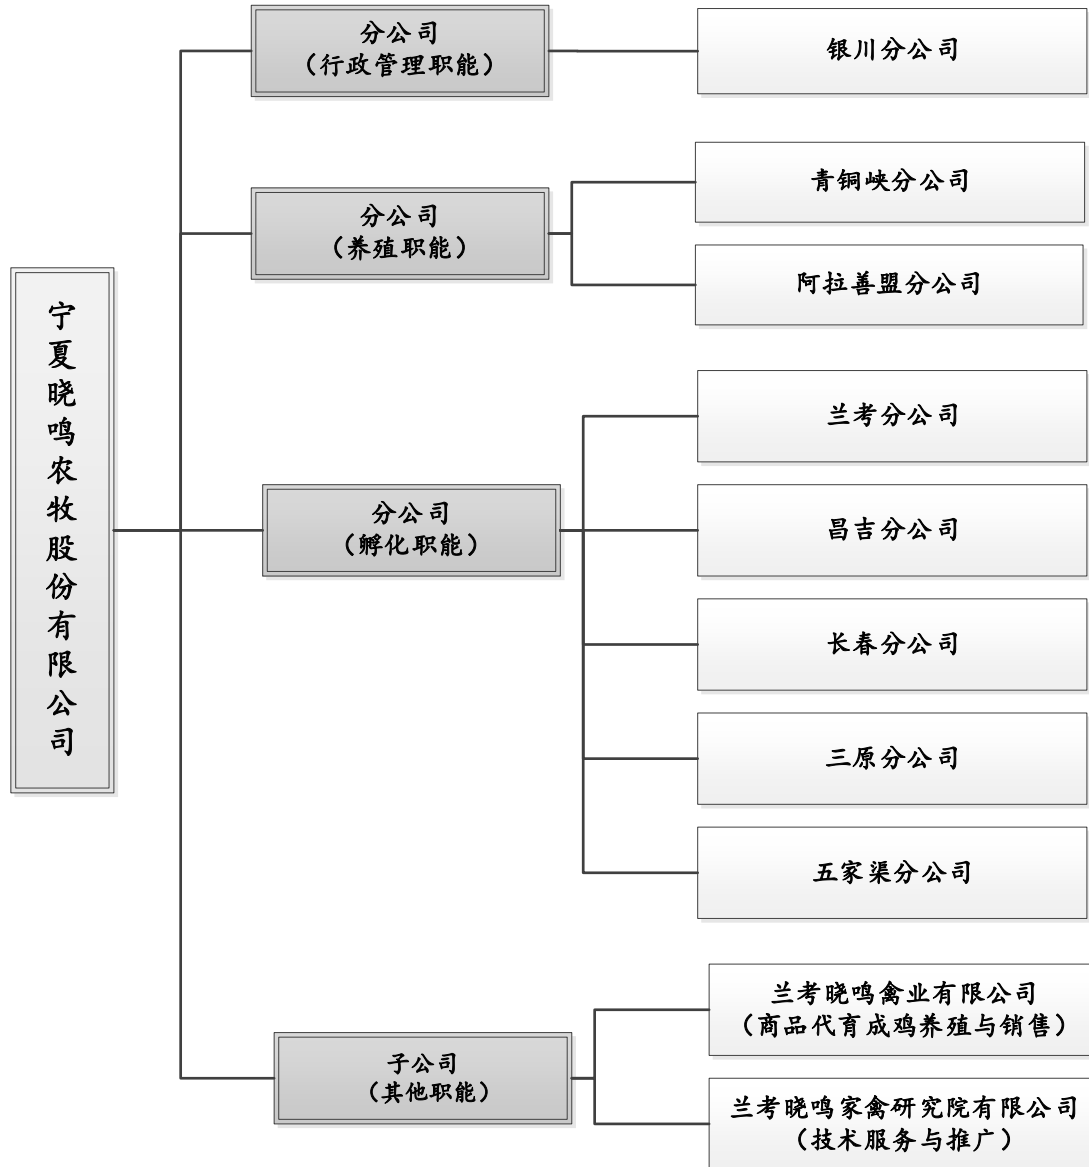 宁夏晓鸣农牧股份有限公司
分公司
（行政管理职能）
银川分公司
分公司
（养殖职能）
青铜峡分公司
阿拉善盟分公司
分公司
（孵化职能）
兰考分公司
昌吉分公司
长春分公司
三原分公司
五家渠分公司
子公司
（其他职能）
兰考晓鸣禽业有限公司
（商品代育成鸡养殖与销售）
兰考晓鸣家禽研究院有限公司
（技术服务与推广）